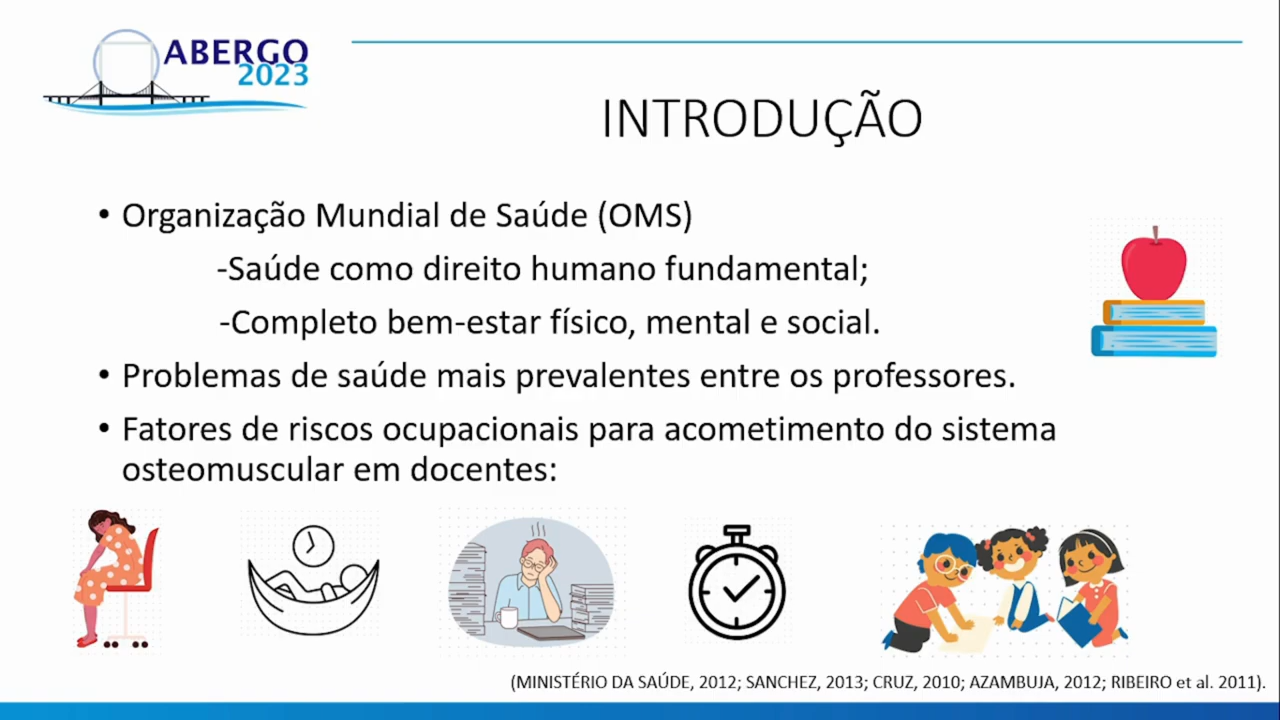 ABERGO
2023
INTRODUÇÃO
• Organização Mundial de Saúde (OMS)
-Saúde como direito humano fundamental;
-Completo bem-estar físico, mental e social.
• Problemas de saúde mais prevalentes entre os professores.
• Fatores de riscos ocupacionais para acometimento do sistema
osteomuscular em docentes:
(MINISTÉRIO DA SAÚDE, 2012; SANCHEZ, 2013; CRUZ, 2010; AZAMBUJA, 2012; RIBEIRO et al. 2011).